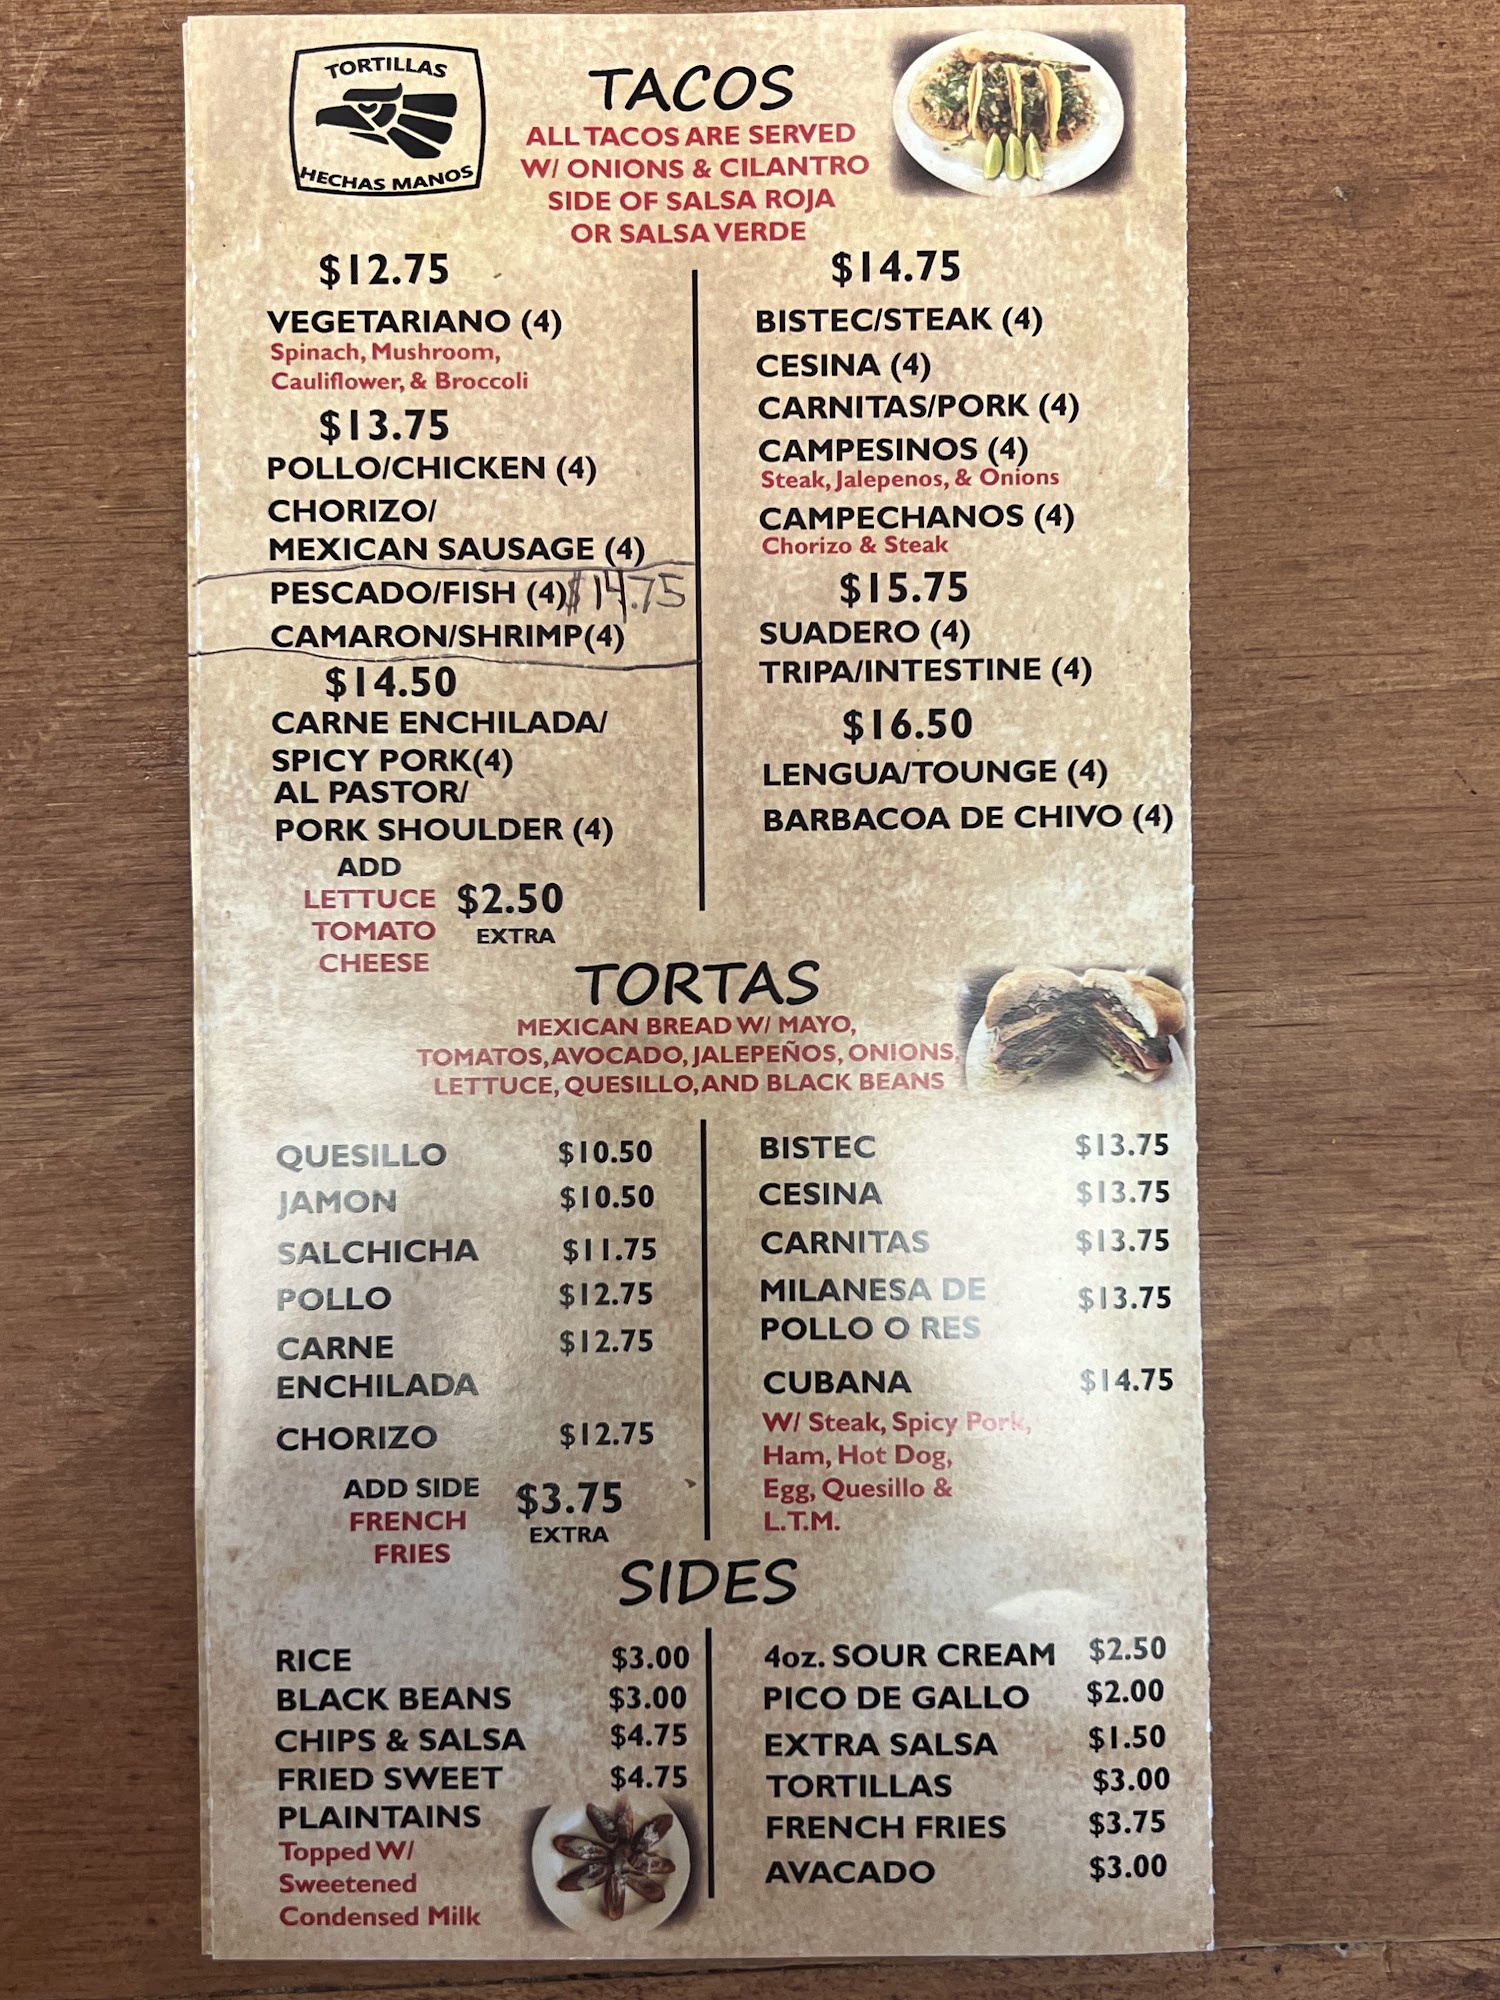 TORTILLAS
HECHAS MANOS
TACOS
ALL TACOS ARE SERVED
W/ ONIONS & CILANTRO
SIDE OF SALSA ROJA
OR SALSA VERDE
$12.75
VEGETARIANO (4)
Spinach, Mushroom,
Cauliflower, & Broccoli
$13.75
POLLO/CHICKEN (4)
CHORIZO/
MEXICAN SAUSAGE (4)
PESCADO/FISH (4) $14.75
CAMARON/SHRIMP(4)
$14.50
CARNE ENCHILADA/
SPICY PORK(4)
AL PASTOR/
PORK SHOULDER (4)
ADD
LETTUCE
TOMATO
CHEESE
$2.50
EXTRA
$14.75
BISTEC/STEAK (4)
CESINA (4)
CARNITAS/PORK (4)
CAMPESINOS (4)
Steak, Jalepenos, & Onions
CAMPECHANOS (4)
Chorizo & Steak
$15.75
SUADERO (4)
TRIPA/INTESTINE (4)
$16.50
LENGUA/TOUNGE (4)
BARBACOA DE CHIVO (4)
TORTAS
MEXICAN BREAD W/ MAYO,
TOMATOS, AVOCADO, JALEPEÑOS, ONIONS,
LETTUCE, QUESILLO, AND BLACK BEANS
QUESILLO $10.50
JAMON $10.50
SALCHICHA $11.75
POLLO $12.75
CARNE $12.75
ENCHILADA
CHORIZO $12.75
ADD SIDE
FRENCH
FRIES
$3.75
EXTRA
BISTEC $13.75
CESINA $13.75
CARNITAS $13.75
MILANESA DE $13.75
POLLO O RES
CUBANA $14.75
W/ Steak, Spicy Pork,
Ham, Hot Dog,
Egg, Quesillo &
L.T.M.
SIDES
RICE $3.00
BLACK BEANS $3.00
CHIPS & SALSA $4.75
FRIED SWEET $4.75
PLAINTAINS
Topped W/
Sweetened
Condensed Milk
4oz. SOUR CREAM $2.50
PICO DE GALLO $2.00
EXTRA SALSA $1.50
TORTILLAS $3.00
FRENCH FRIES $3.75
AVACADO $3.00